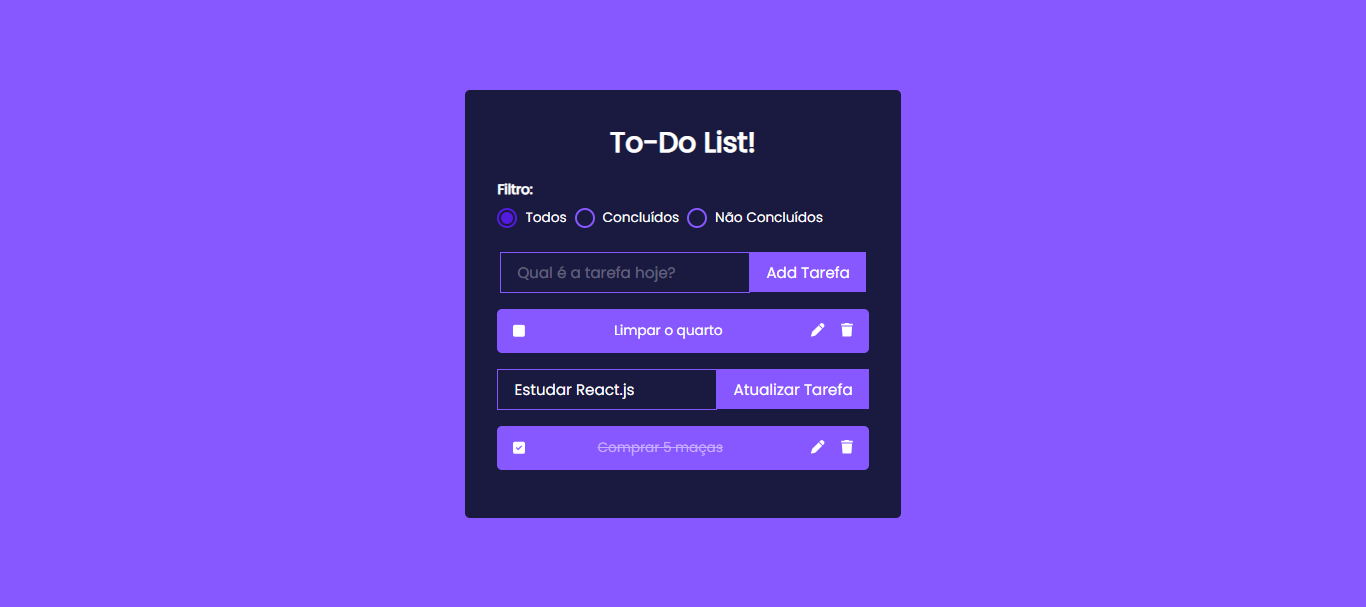 To-Do List!
Filtro:
Todos Concluídos Não Concluídos
Qual é a tarefa hoje? Add Tarefa
Limpar o quarto
Estudar React.js Atualizar Tarefa
Comprar 5 maças